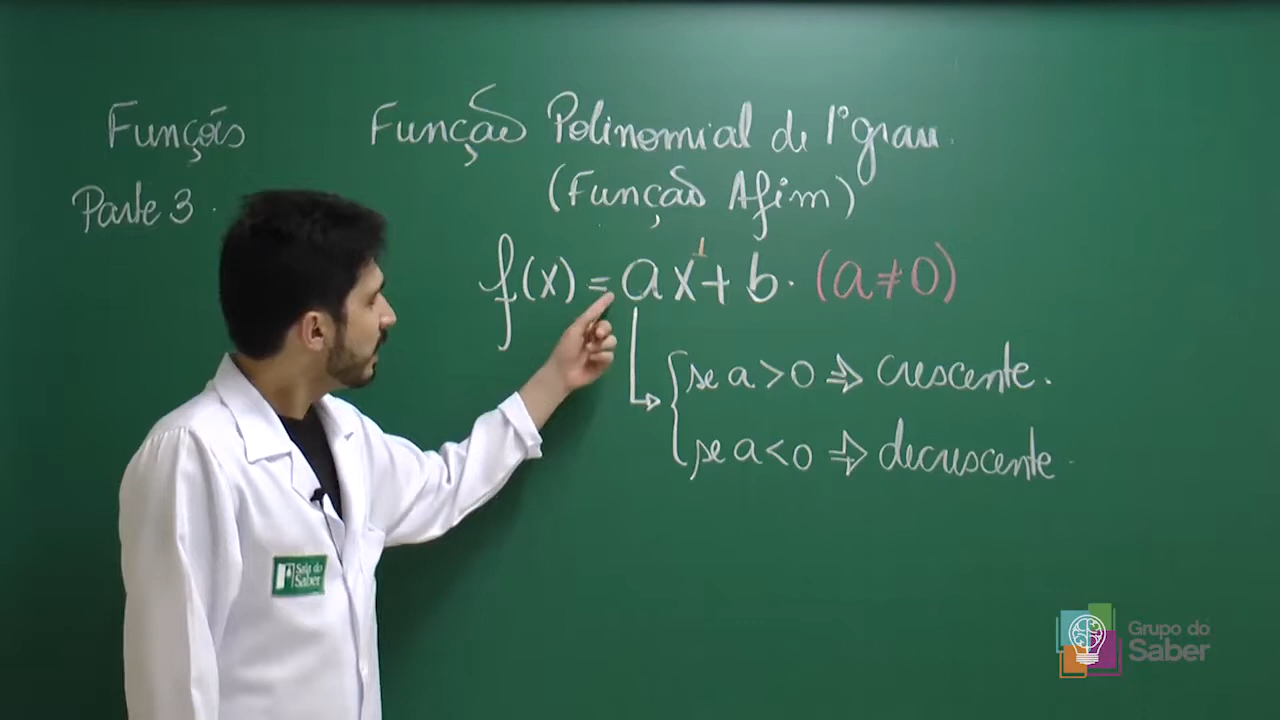 Funções
Parte 3.
Função Polinomial de 1º grau.
(Função Afim)
f(x) = ax¹ + b. (a ≠ 0)
se a > 0 ⇒ crescente.
se a < 0 ⇒ decrescente.
Sala do
Saber
Grupo do
Saber